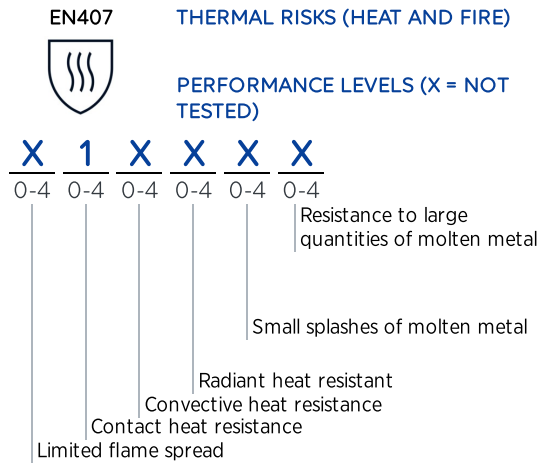 EN407
THERMAL RISKS (HEAT AND FIRE)
PERFORMANCE LEVELS (X = NOT
TESTED)
X 1 X X X X
0-4 0-4 0-4 0-4 0-4 0-4
Resistance to large
quantities of molten metal
Small splashes of molten metal
Radiant heat resistant
Convective heat resistance
Contact heat resistance
Limited flame spread